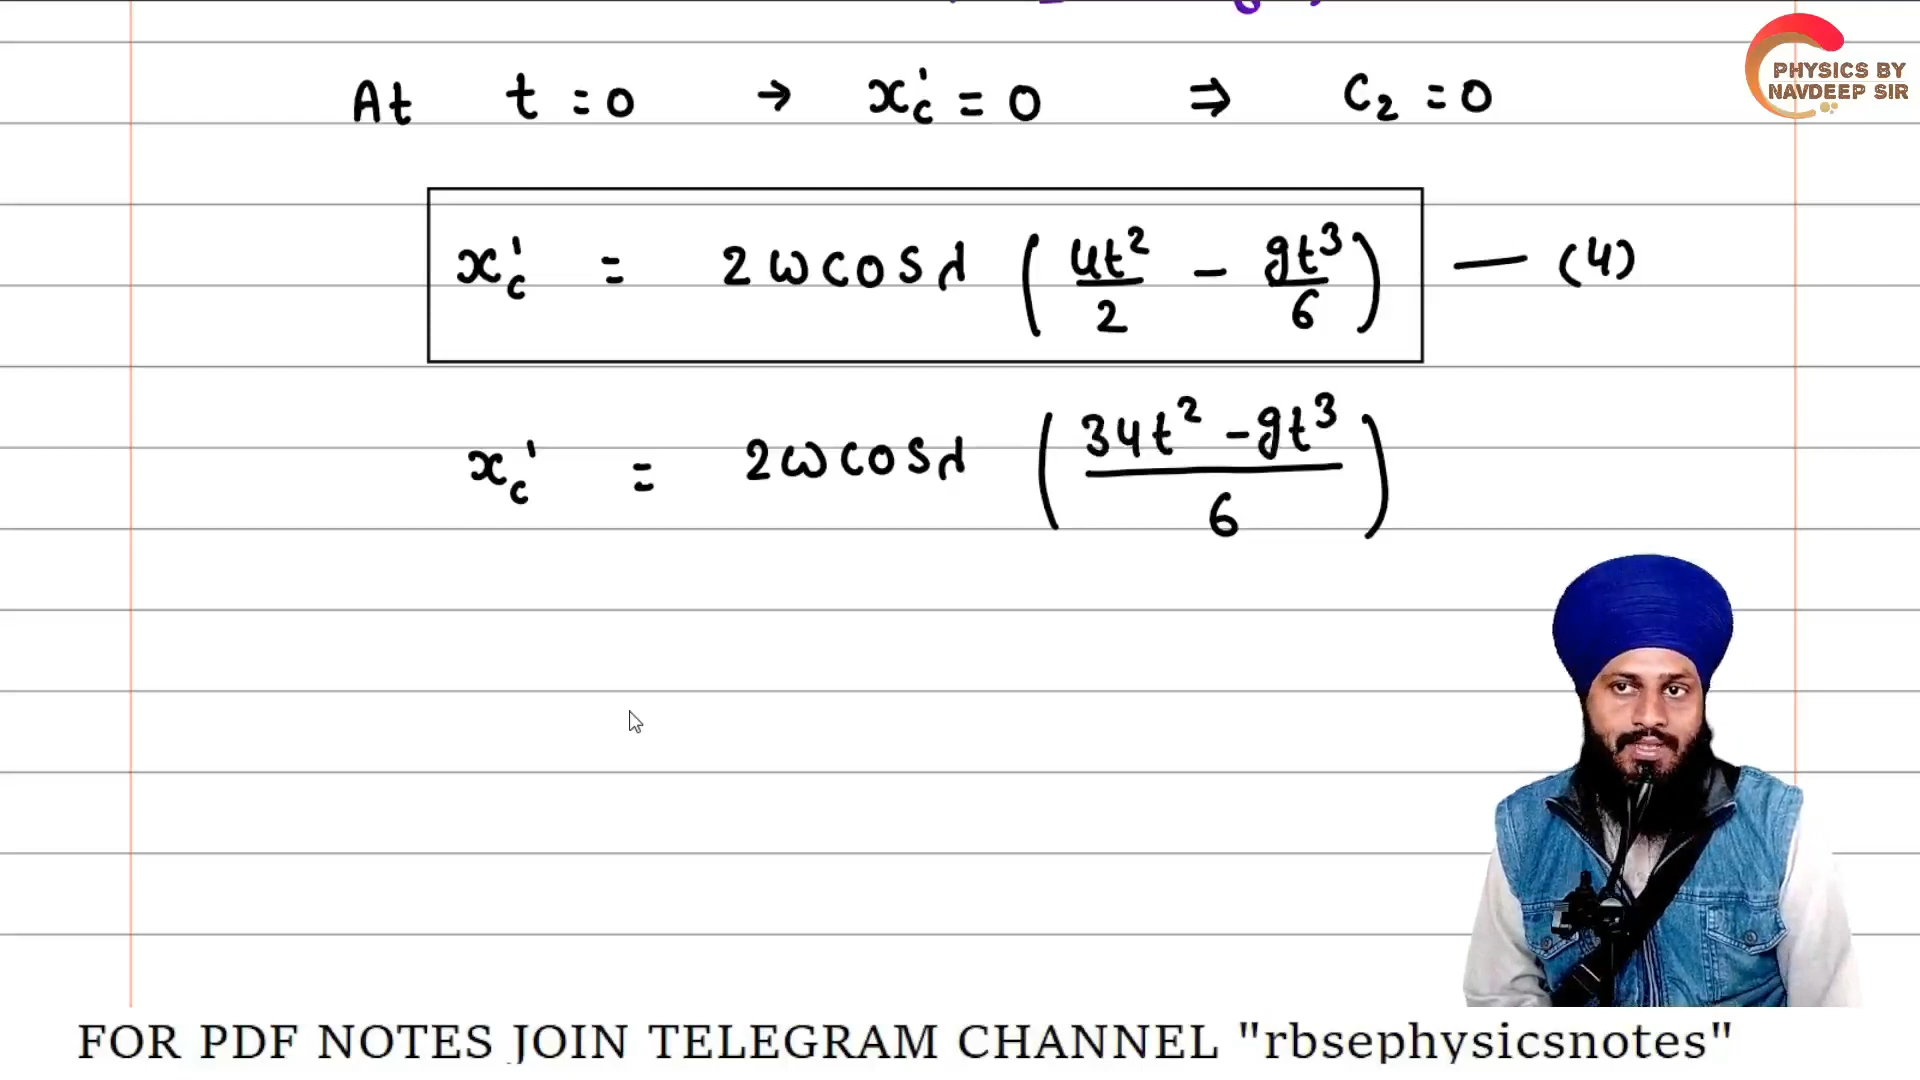 PHYSICS BY
NAVDEEP SIR
At t = 0 → x'c = 0 ⇒ C₂ = 0
x'c = 2ωcosλ (ut²/2 − gt³/6) — (4)
x'c = 2ωcosλ ((3ut² − gt³)/6)
FOR PDF NOTES JOIN TELEGRAM CHANNEL "rbsephysicsnotes"